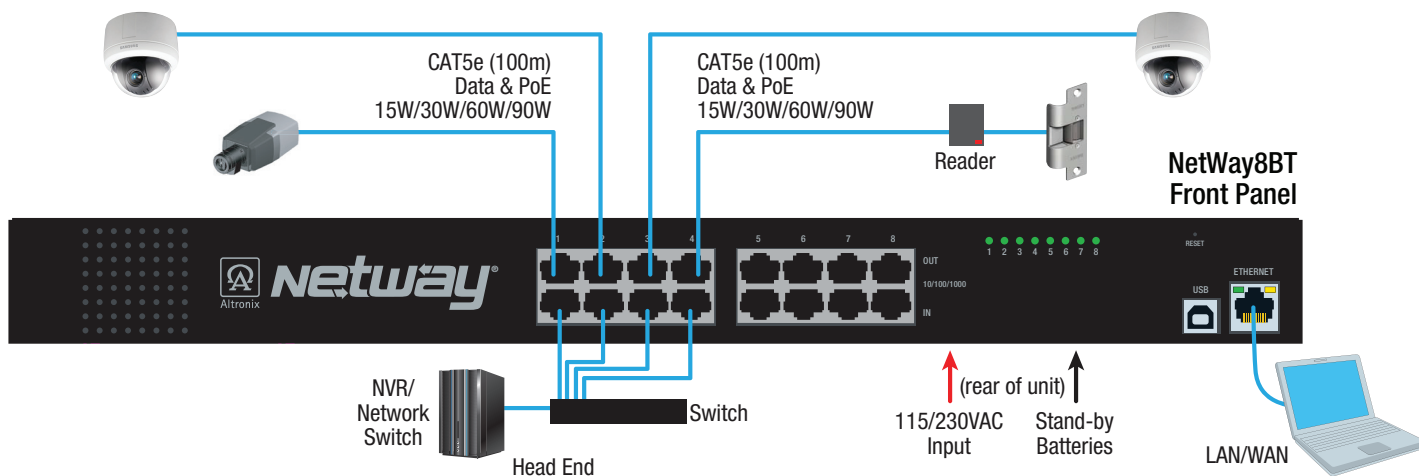 CAT5e (100m)
Data & PoE
15W/30W/60W/90W
CAT5e (100m)
Data & PoE
15W/30W/60W/90W
Reader
NetWay8BT
Front Panel
Altronix
Netway®
1 2 3 4
5 6 7 8
OUT
10/100/1000
IN
1 2 3 4 5 6 7 8
RESET
USB
ETHERNET
NVR/
Network
Switch
Switch
Head End
(rear of unit)
115/230VAC
Input
Stand-by
Batteries
LAN/WAN